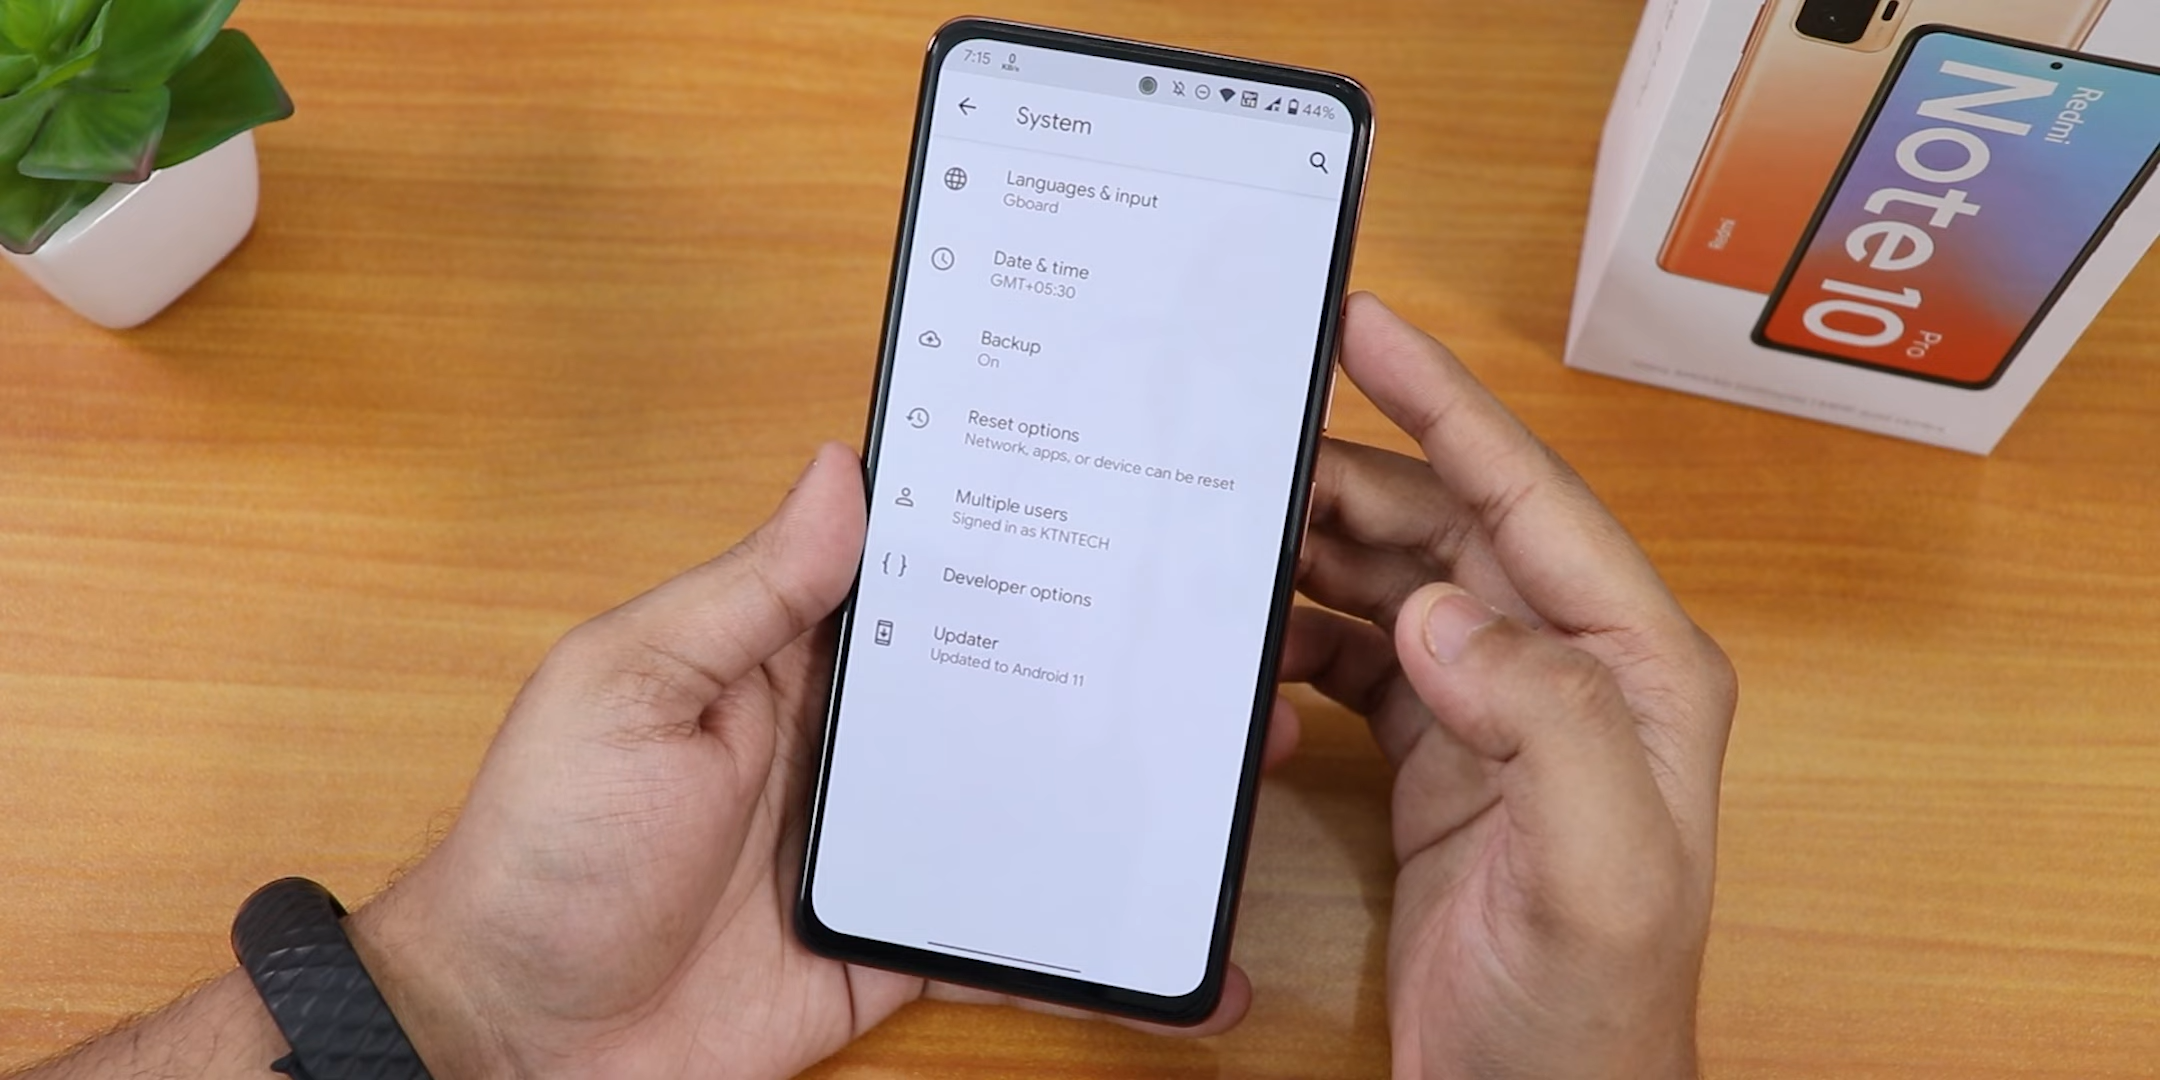 7:15
0
KB/s
44%
System
Languages & input
Gboard
Date & time
GMT+05:30
Backup
On
Reset options
Network, apps, or device can be reset
Multiple users
Signed in as KTNTECH
{ } Developer options
Updater
Updated to Android 11
Redmi
Note 10
Pro
Redmi